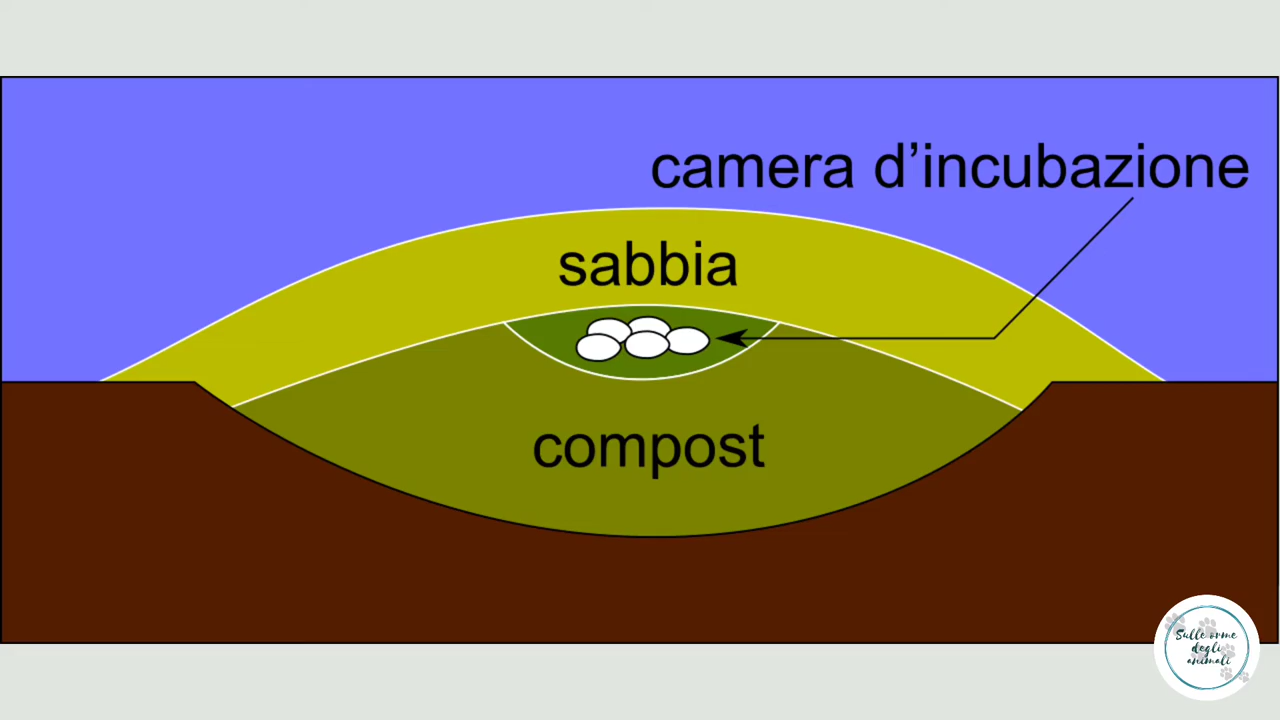 camera d’incubazione
sabbia
compost
Sulle orme
degli
animali